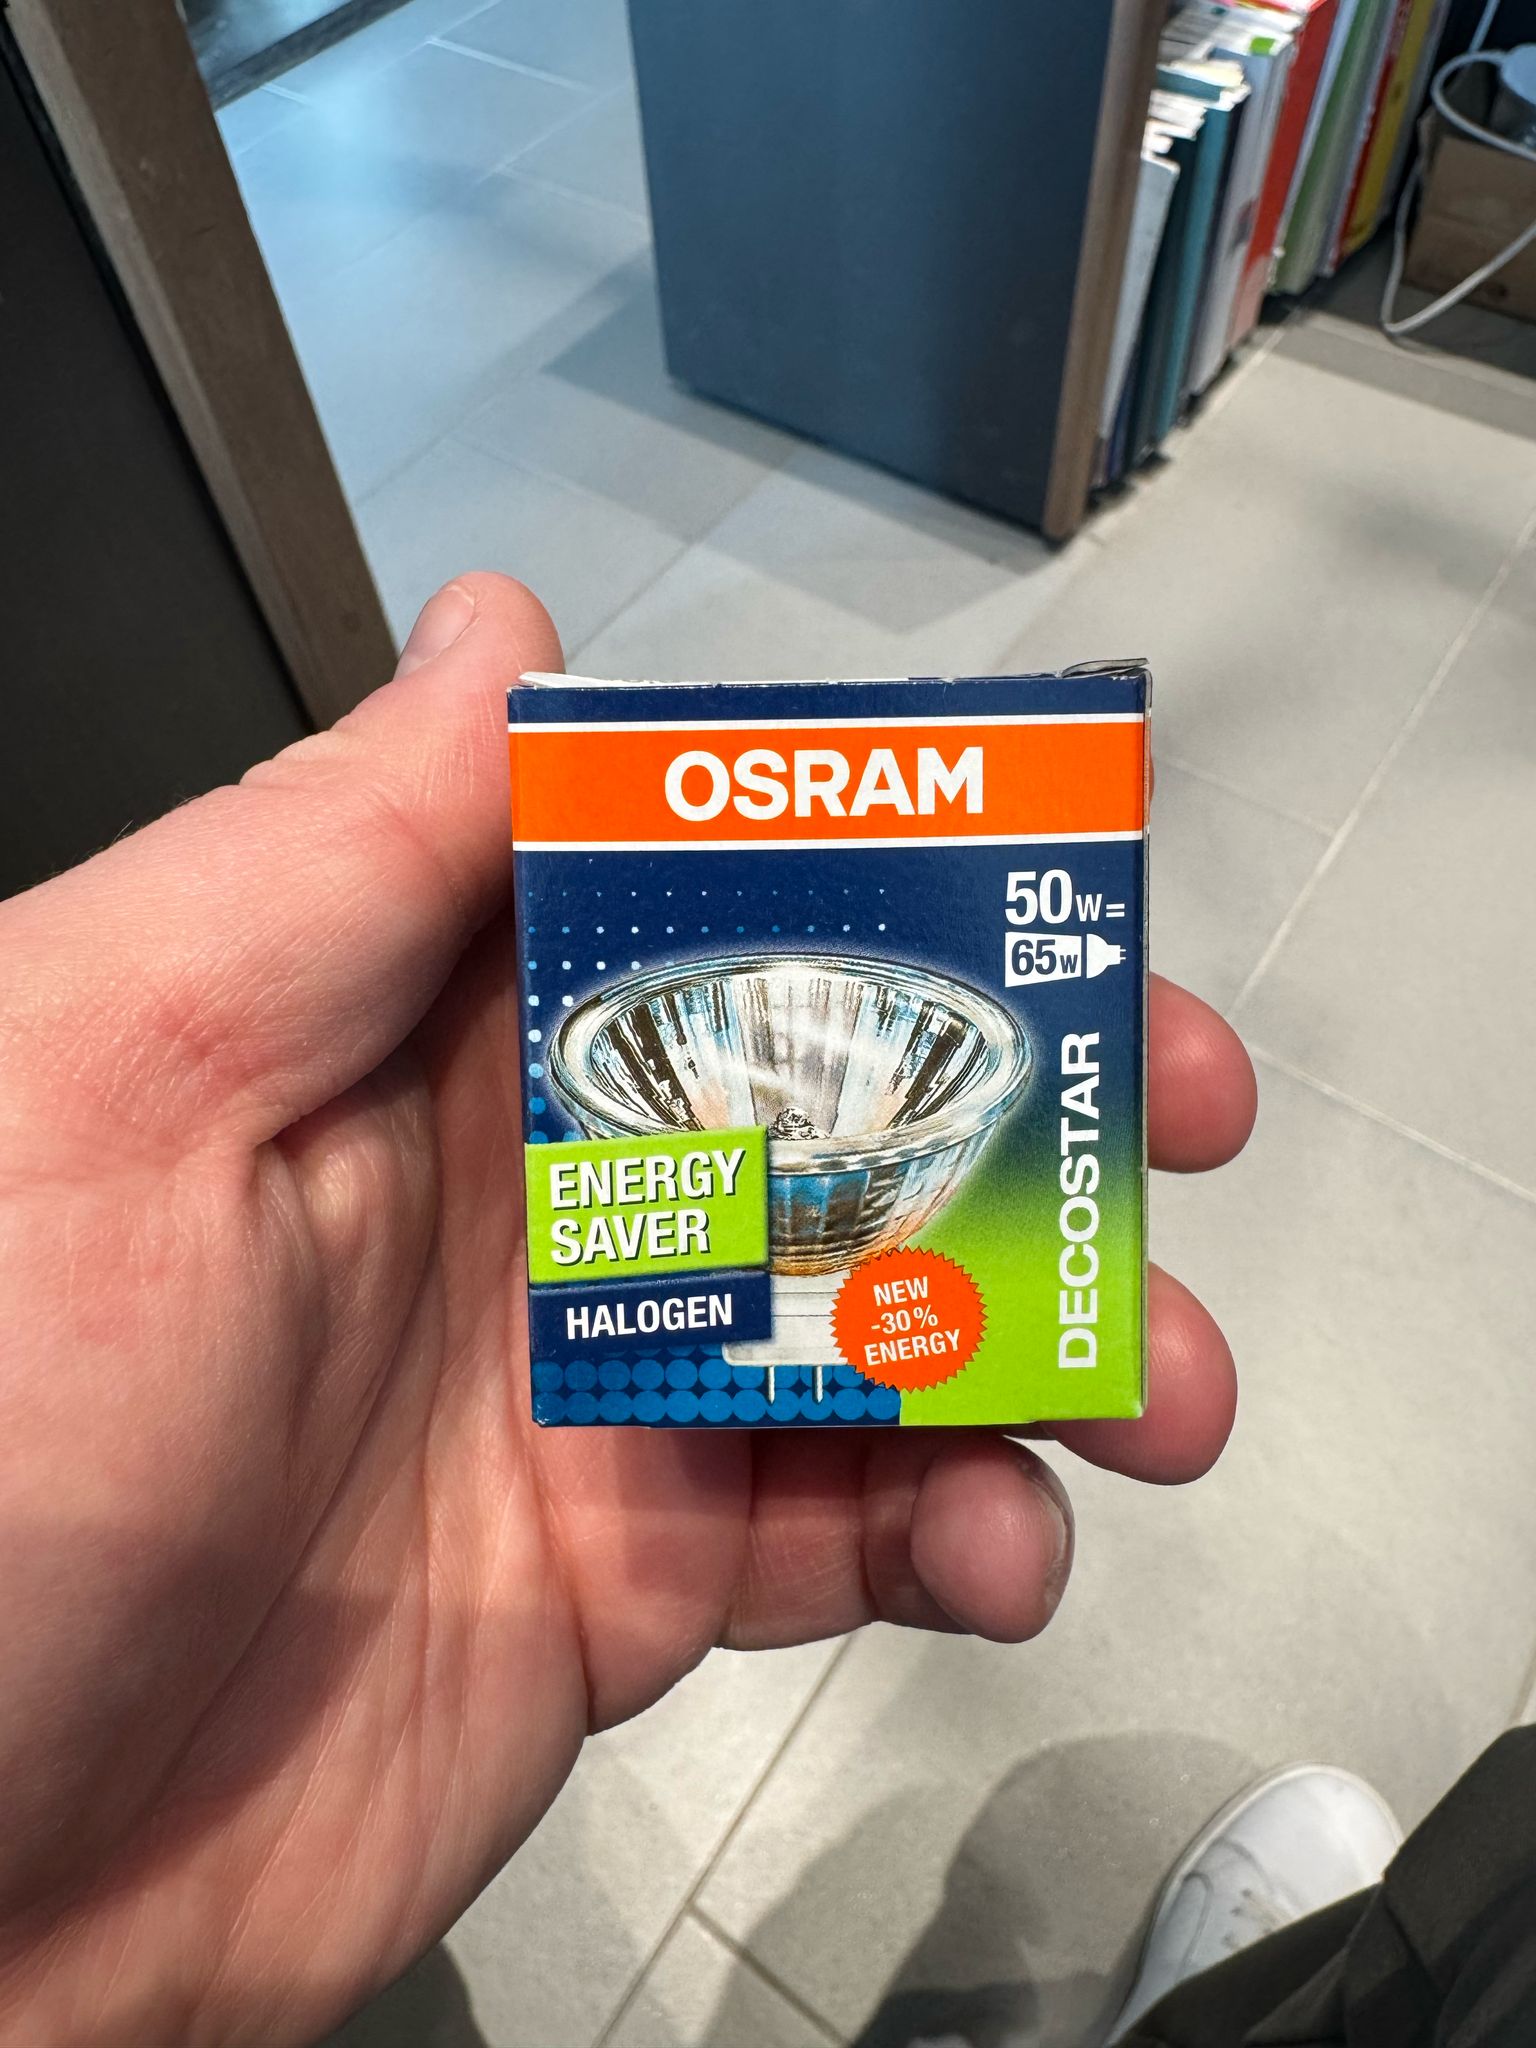 OSRAM
50W=
65W
DECOSTAR
ENERGY
SAVER
HALOGEN
NEW
-30%
ENERGY